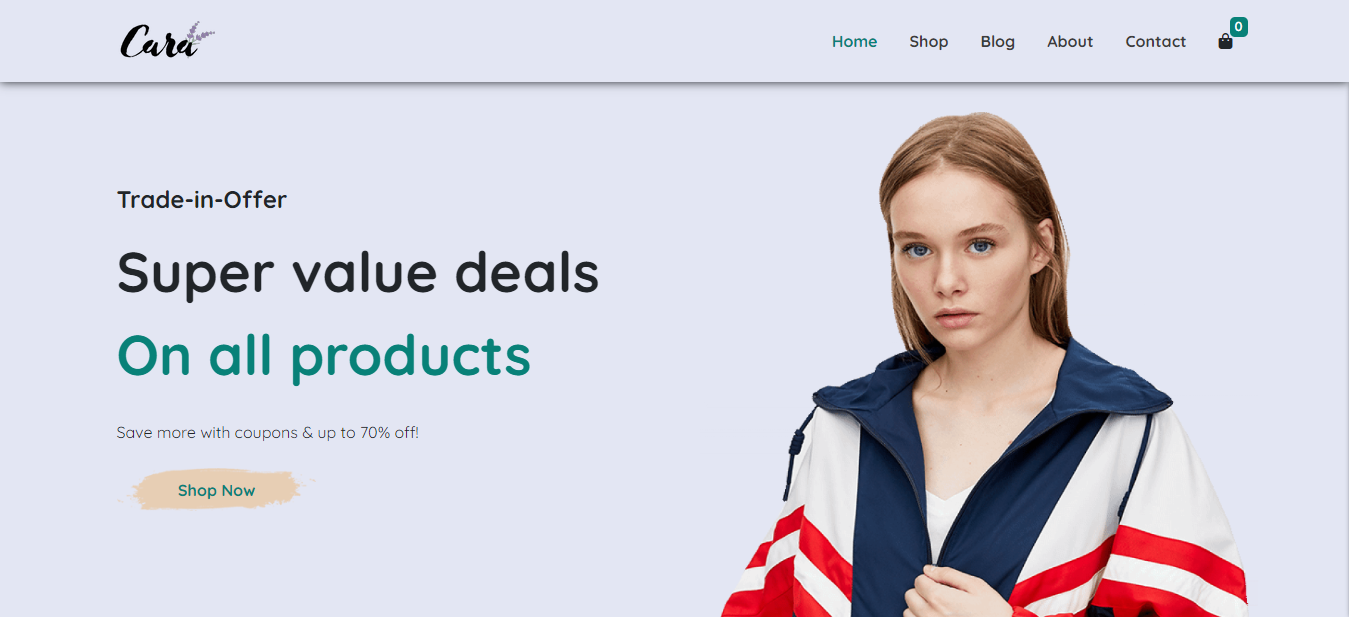 Cara
Home Shop Blog About Contact 0
Trade-in-Offer
Super value deals
On all products
Save more with coupons & up to 70% off!
Shop Now